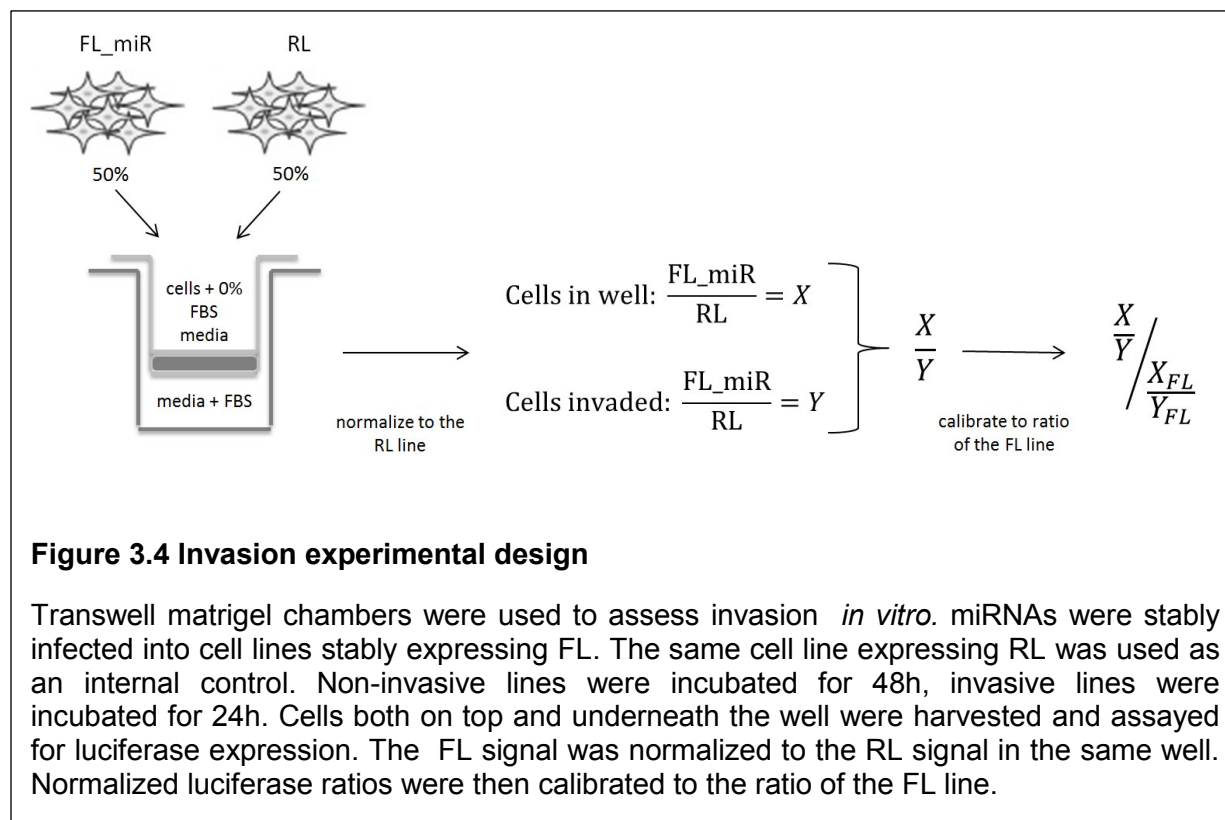 FL_miR RL
50% 50%
cells + 0%
FBS
media
media + FBS
normalize to the
RL line
Cells in well: FL_miR/RL = X
Cells invaded: FL_miR/RL = Y
X/Y
calibrate to ratio
of the FL line
X/Y / X_FL/Y_FL
Figure 3.4 Invasion experimental design
Transwell matrigel chambers were used to assess invasion in vitro. miRNAs were stably
infected into cell lines stably expressing FL. The same cell line expressing RL was used as
an internal control. Non-invasive lines were incubated for 48h, invasive lines were
incubated for 24h. Cells both on top and underneath the well were harvested and assayed
for luciferase expression. The FL signal was normalized to the RL signal in the same well.
Normalized luciferase ratios were then calibrated to the ratio of the FL line.